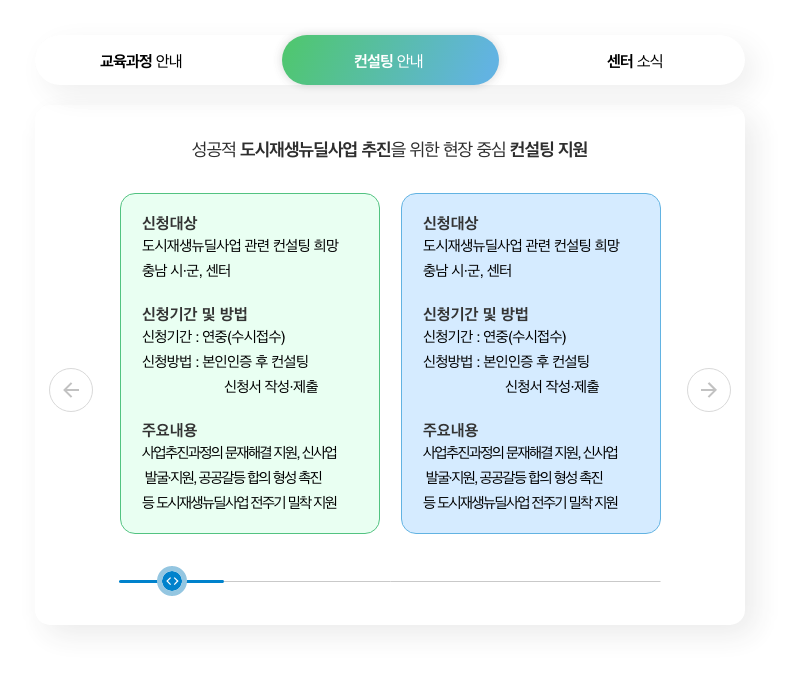 교육과정 안내
컨설팅 안내
센터 소식
성공적 도시재생뉴딜사업 추진을 위한 현장 중심 컨설팅 지원
신청대상
도시재생뉴딜사업 관련 컨설팅 희망
충남 시·군, 센터
신청기간 및 방법
신청기간 : 연중(수시접수)
신청방법 : 본인인증 후 컨설팅
신청서 작성·제출
주요내용
사업추진과정의 문재해결 지원, 신사업
발굴·지원, 공공갈등 합의 형성 촉진
등 도시재생뉴딜사업 전주기 밀착 지원
신청대상
도시재생뉴딜사업 관련 컨설팅 희망
충남 시·군, 센터
신청기간 및 방법
신청기간 : 연중(수시접수)
신청방법 : 본인인증 후 컨설팅
신청서 작성·제출
주요내용
사업추진과정의 문재해결 지원, 신사업
발굴·지원, 공공갈등 합의 형성 촉진
등 도시재생뉴딜사업 전주기 밀착 지원